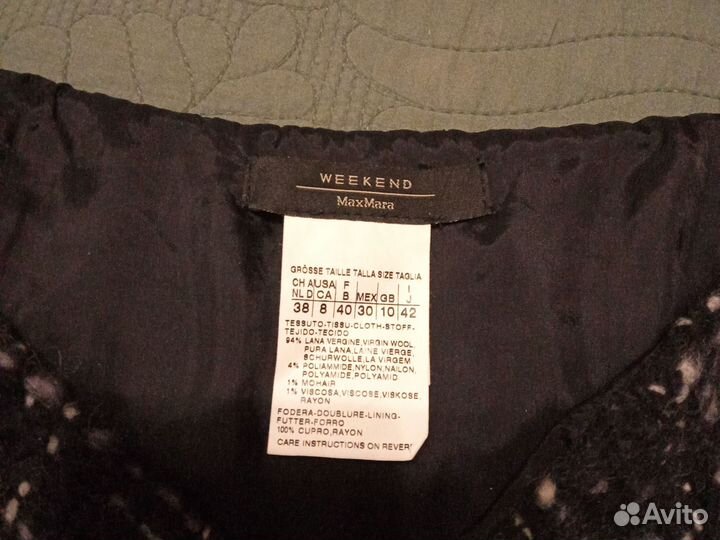 WEEKEND
MaxMara
GRÖSSE TAILLE TALLA SIZE TAGLIA
CH AUSA F I
NL D CA B MEX GB J
38 8 40 30 10 42
TESSUTO-TISSU-CLOTH-STOFF-
TEJIDO-TECIDO
94% LANA VERGINE,VIRGIN WOOL,
PURA LANA,LAINE VIERGE,
SCHURWOLLE,LA VIRGEM
4% POLIAMMIDE,NYLON,NAILON,
POLYAMIDE,POLYAMID
1% MOHAIR
1% VISCOSA,VISCOSE,VISKOSE,
RAYON
FODERA-DOUBLURE-LINING-
FUTTER-FORRO
100% CUPRO,RAYON
CARE INSTRUCTIONS ON REVER
Avito